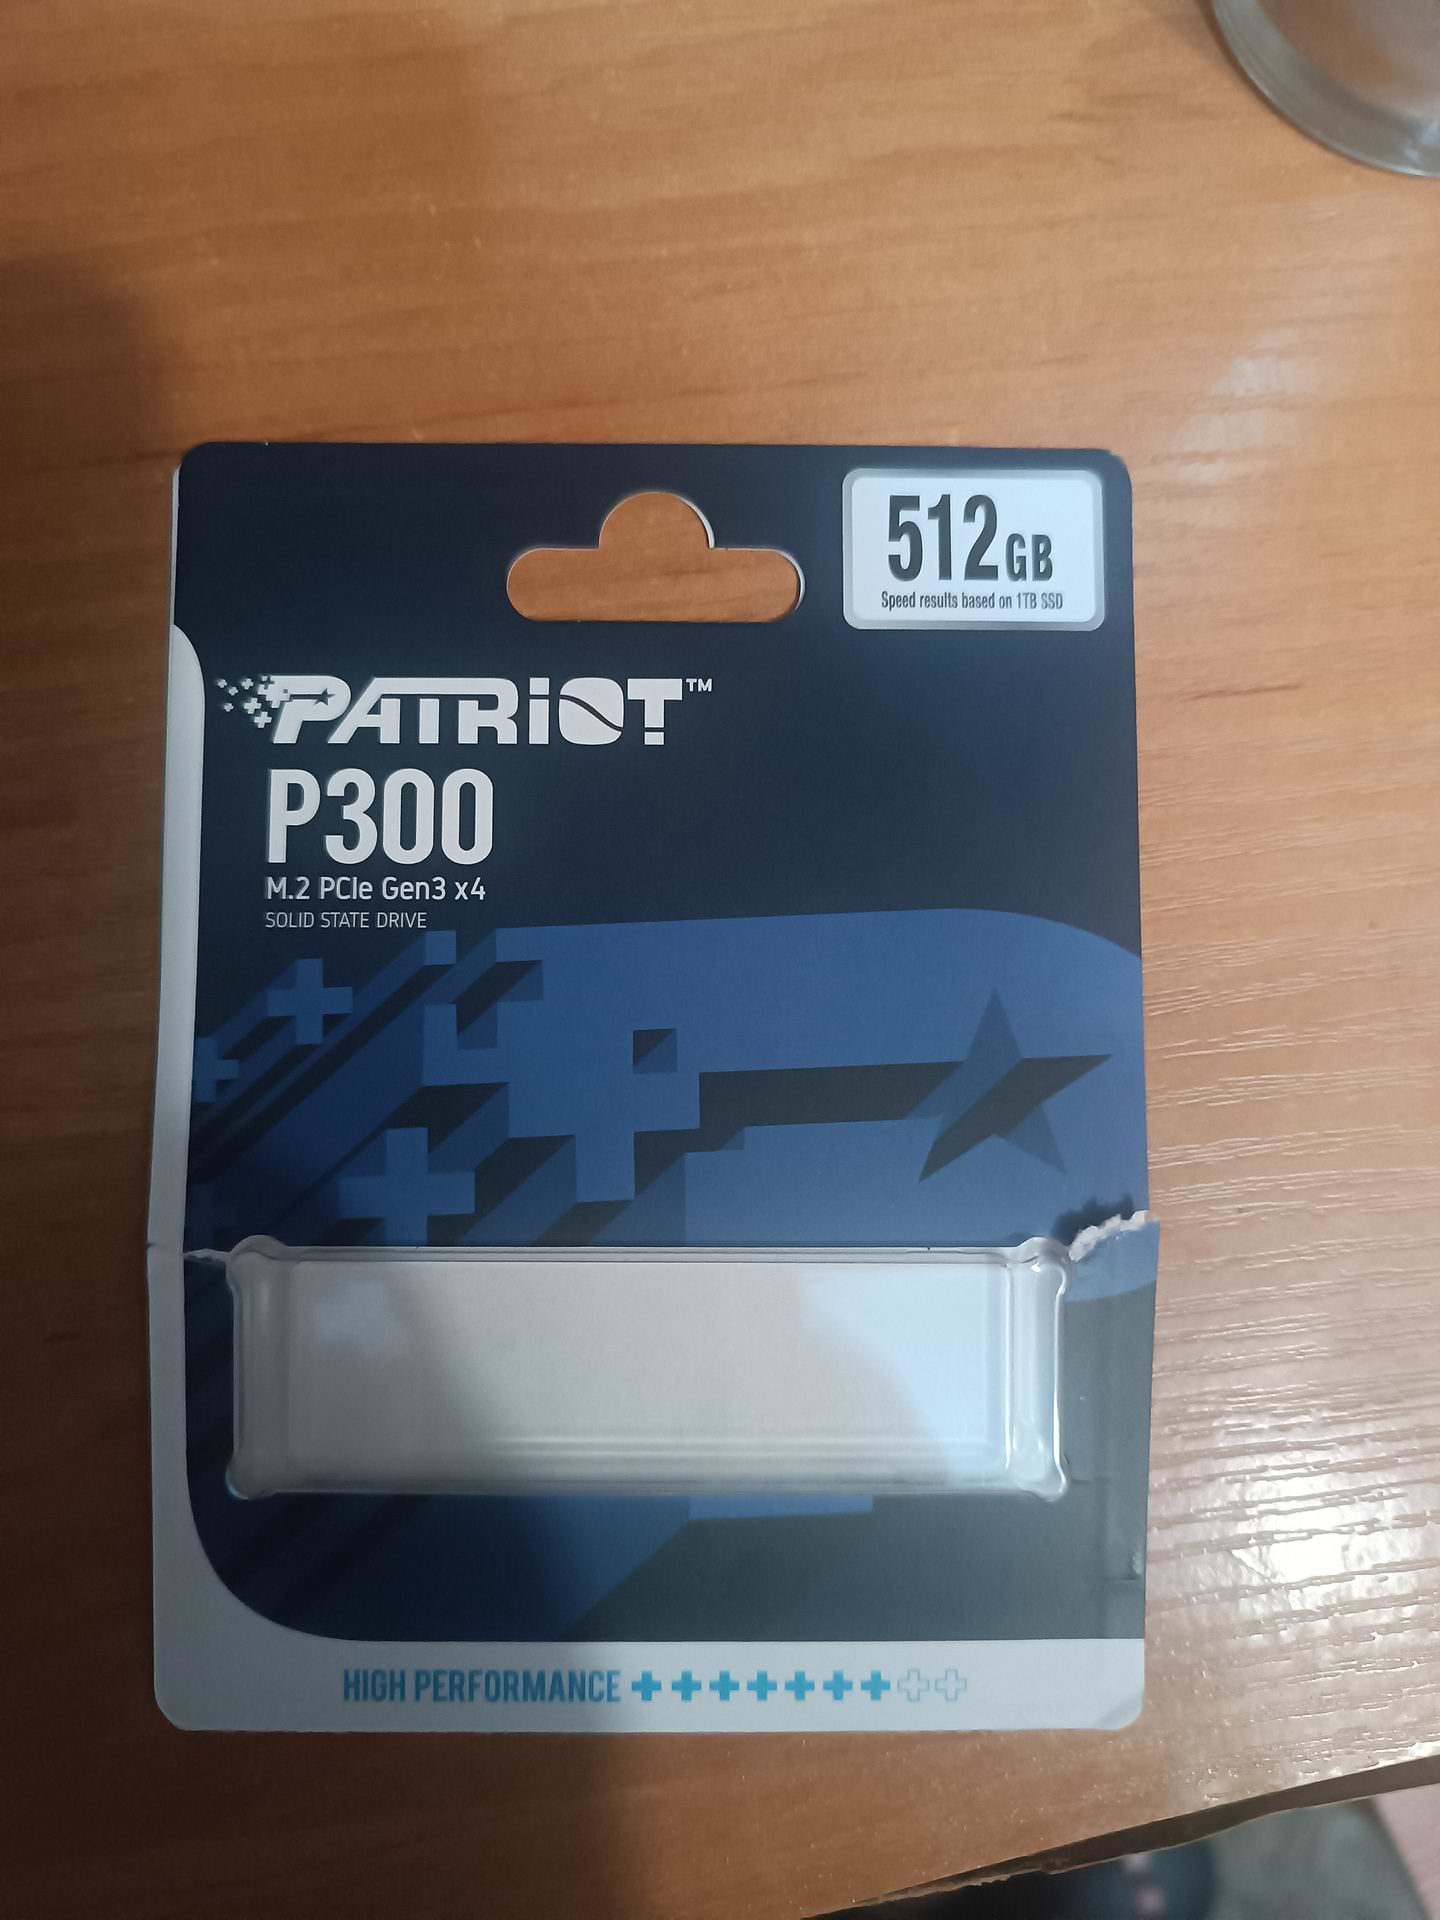 512GB
Speed results based on 1TB SSD
PATRiOT™
P300
M.2 PCIe Gen3 x4
SOLID STATE DRIVE
HIGH PERFORMANCE